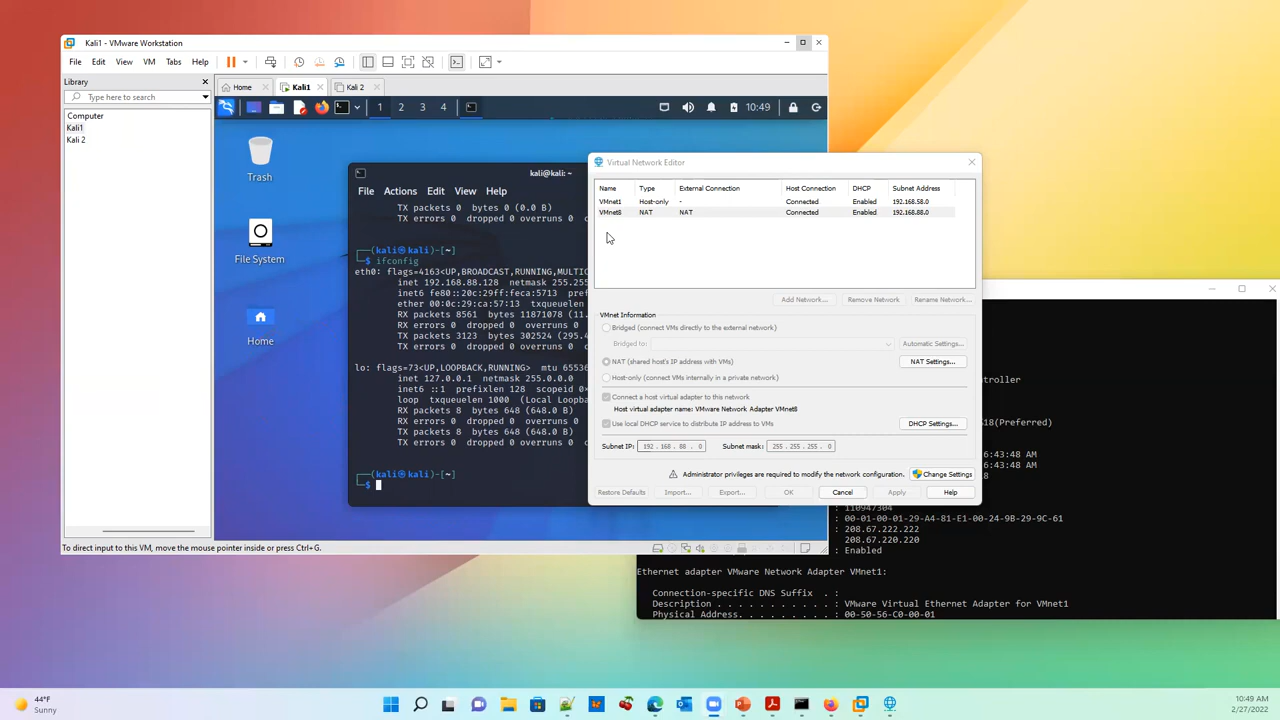 Kali1 - VMware Workstation
File Edit View VM Tabs Help
Library
Type here to search
Computer
Kali1
Kali 2
Home
Kali1
Kali 2
1 2 3 4
10:49
Trash
File System
Home
kali@kali: ~
File Actions Edit View Help
TX packets 0 bytes 0 (0.0 B)
TX errors 0 dropped 0 overruns 0
(kali㉿kali)-[~]
$ ifconfig
eth0: flags=4163<UP,BROADCAST,RUNNING,MULTIC
inet 192.168.88.128 netmask 255.255
inet6 fe80::20c:29ff:feca:5713 pref
ether 00:0c:29:ca:57:13 txqueuelen
RX packets 8561 bytes 11871078 (11.
RX errors 0 dropped 0 overruns 0
TX packets 3123 bytes 302524 (295.4
TX errors 0 dropped 0 overruns 0
lo: flags=73<UP,LOOPBACK,RUNNING> mtu 65536
inet 127.0.0.1 netmask 255.0.0.0
inet6 ::1 prefixlen 128 scopeid 0×
loop txqueuelen 1000 (Local Loopba
RX packets 8 bytes 648 (648.0 B)
RX errors 0 dropped 0 overruns 0
TX packets 8 bytes 648 (648.0 B)
TX errors 0 dropped 0 overruns 0
(kali㉿kali)-[~]
$
Virtual Network Editor
Name Type External Connection Host Connection DHCP Subnet Address
VMnet1 Host-only - Connected Enabled 192.168.58.0
VMnet8 NAT NAT Connected Enabled 192.168.88.0
Add Network... Remove Network Rename Network...
VMnet Information
Bridged (connect VMs directly to the external network)
Bridged to: Automatic Settings...
NAT (shared host's IP address with VMs) NAT Settings...
Host-only (connect VMs internally in a private network)
Connect a host virtual adapter to this network
Host virtual adapter name: VMware Network Adapter VMnet8
Use local DHCP service to distribute IP address to VMs DHCP Settings...
Subnet IP: 192 . 168 . 88 . 0 Subnet mask: 255 . 255 . 255 . 0
Administrator privileges are required to modify the network configuration. Change Settings
Restore Defaults Import... Export... OK Cancel Apply Help
ntroller
%18(Preferred)
6:43:48 AM
6:43:48 AM
8
: 110947304
: 00-01-00-01-29-A4-81-E1-00-24-9B-29-9C-61
: 208.67.222.222
208.67.220.220
: Enabled
Ethernet adapter VMware Network Adapter VMnet1:
Connection-specific DNS Suffix . :
Description . . . . . . . . . . . : VMware Virtual Ethernet Adapter for VMnet1
Physical Address. . . . . . . . . : 00-50-56-C0-00-01
To direct input to this VM, move the mouse pointer inside or press Ctrl+G.
44°F
Sunny
10:49 AM
2/27/2022